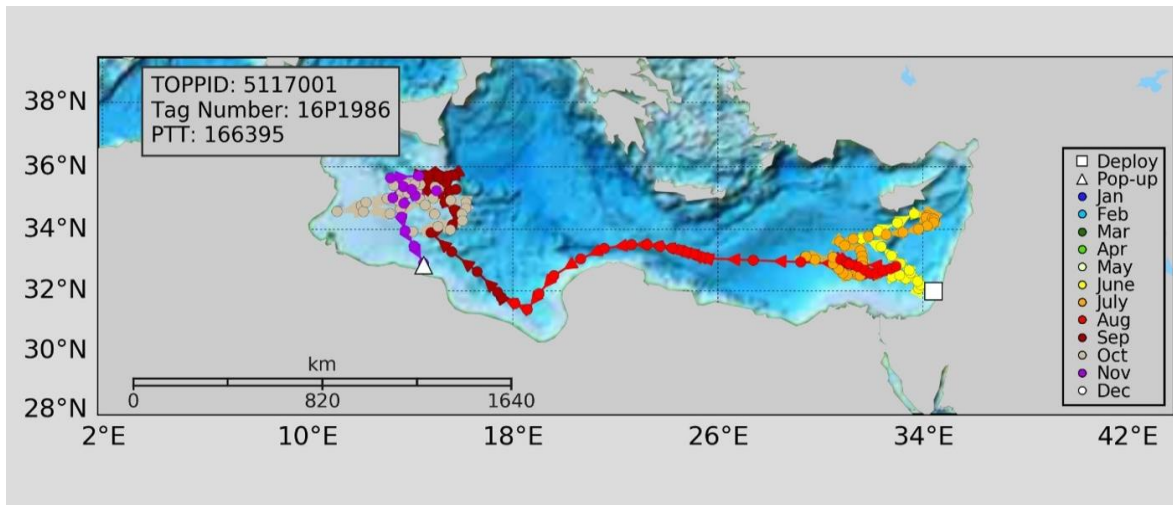 TOPPID: 5117001
Tag Number: 16P1986
PTT: 166395
38°N
36°N
34°N
32°N
30°N
28°N
km
0 820 1640
2°E 10°E 18°E 26°E 34°E 42°E
Deploy
Pop-up
Jan
Feb
Mar
Apr
May
June
July
Aug
Sep
Oct
Nov
Dec